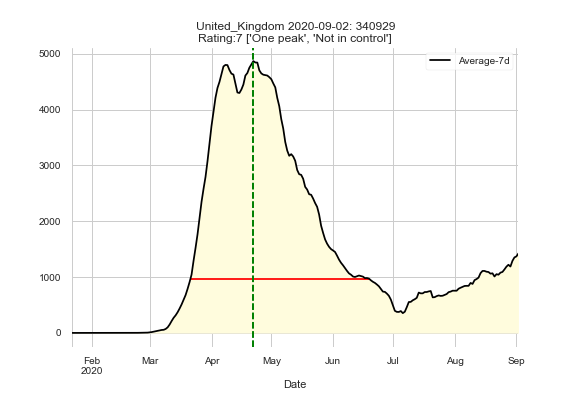 United_Kingdom 2020-09-02: 340929
Rating:7 ['One peak', 'Not in control']
Average-7d
5000
4000
3000
2000
1000
0
Feb Mar Apr May Jun Jul Aug Sep
2020
Date